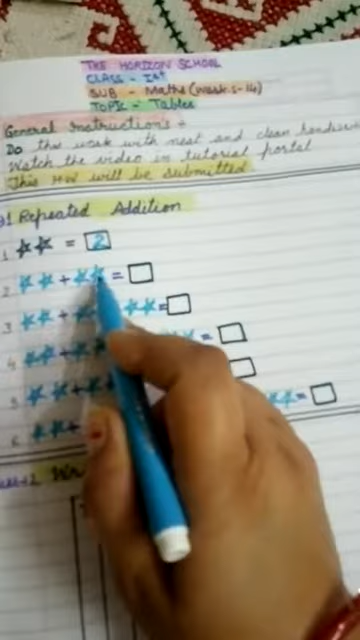 THE HORIZON SCHOOL
CLASS - Ist
SUB - Maths (week 5-14)
TOPIC - Tables
General Instructions :
Do the work with neat and clean
Watch the video in tutorial portal
This HW will be submitted
Q1 Repeated Addition
1 = 2
2 + =
3 + =
4 + =
5 + =
6 +